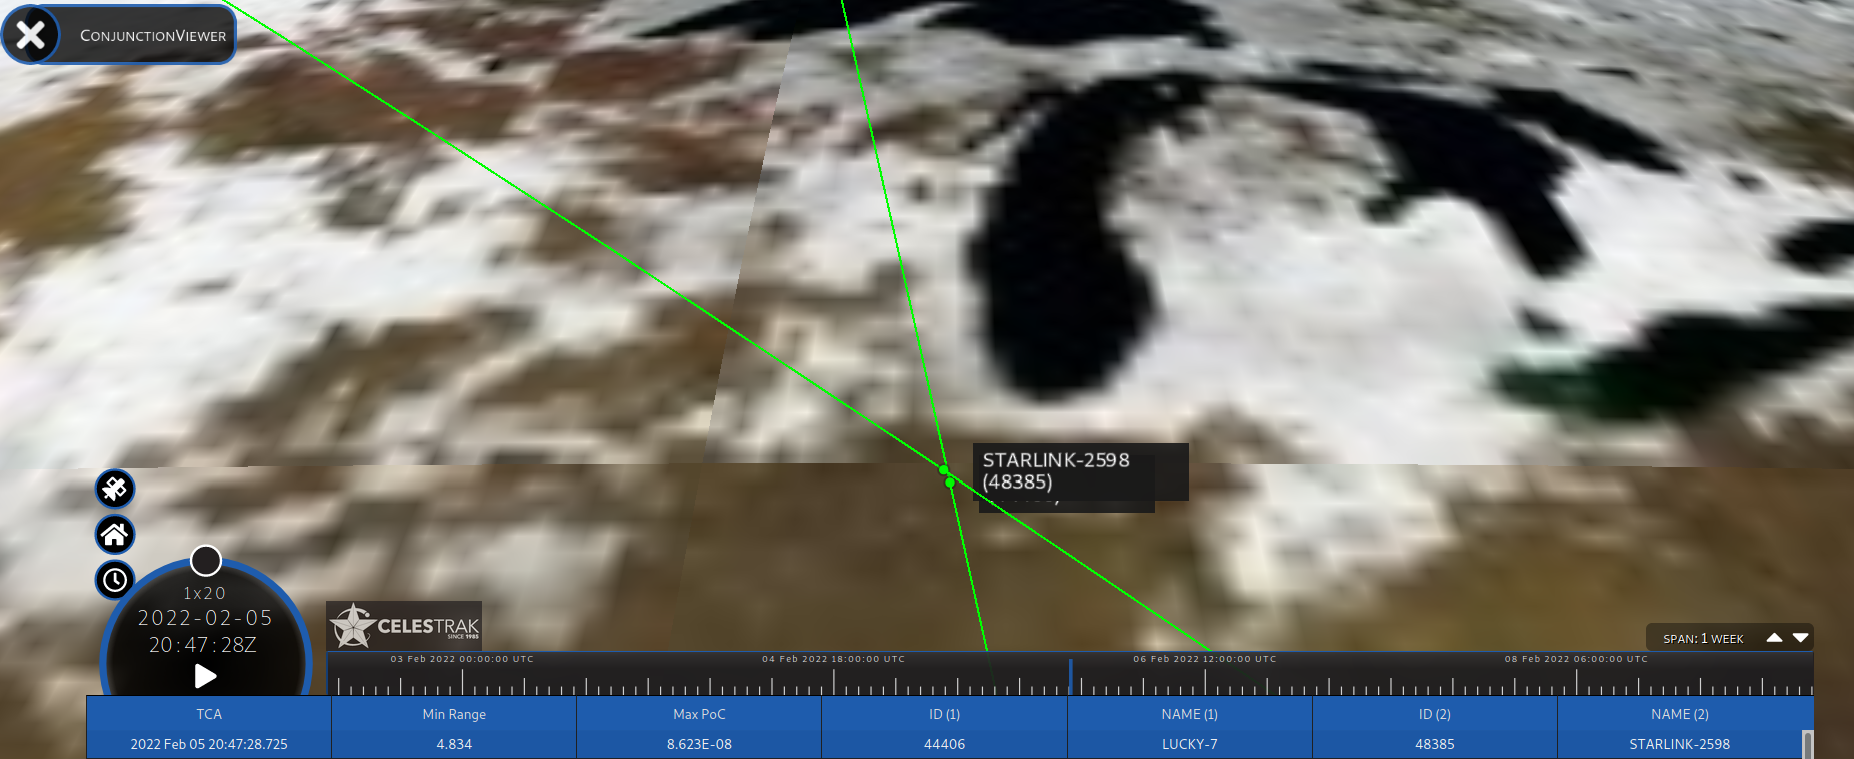 ConjunctionViewer
STARLINK-2598
(48385)
1x20
2022-02-05
20:47:28Z
CELESTRAK
SINCE 1985
SPAN: 1 WEEK
03 Feb 2022 00:00:00 UTC
04 Feb 2022 18:00:00 UTC
06 Feb 2022 12:00:00 UTC
08 Feb 2022 06:00:00 UTC
TCA Min Range Max PoC ID (1) NAME (1) ID (2) NAME (2)
2022 Feb 05 20:47:28.725 4.834 8.623E-08 44406 LUCKY-7 48385 STARLINK-2598